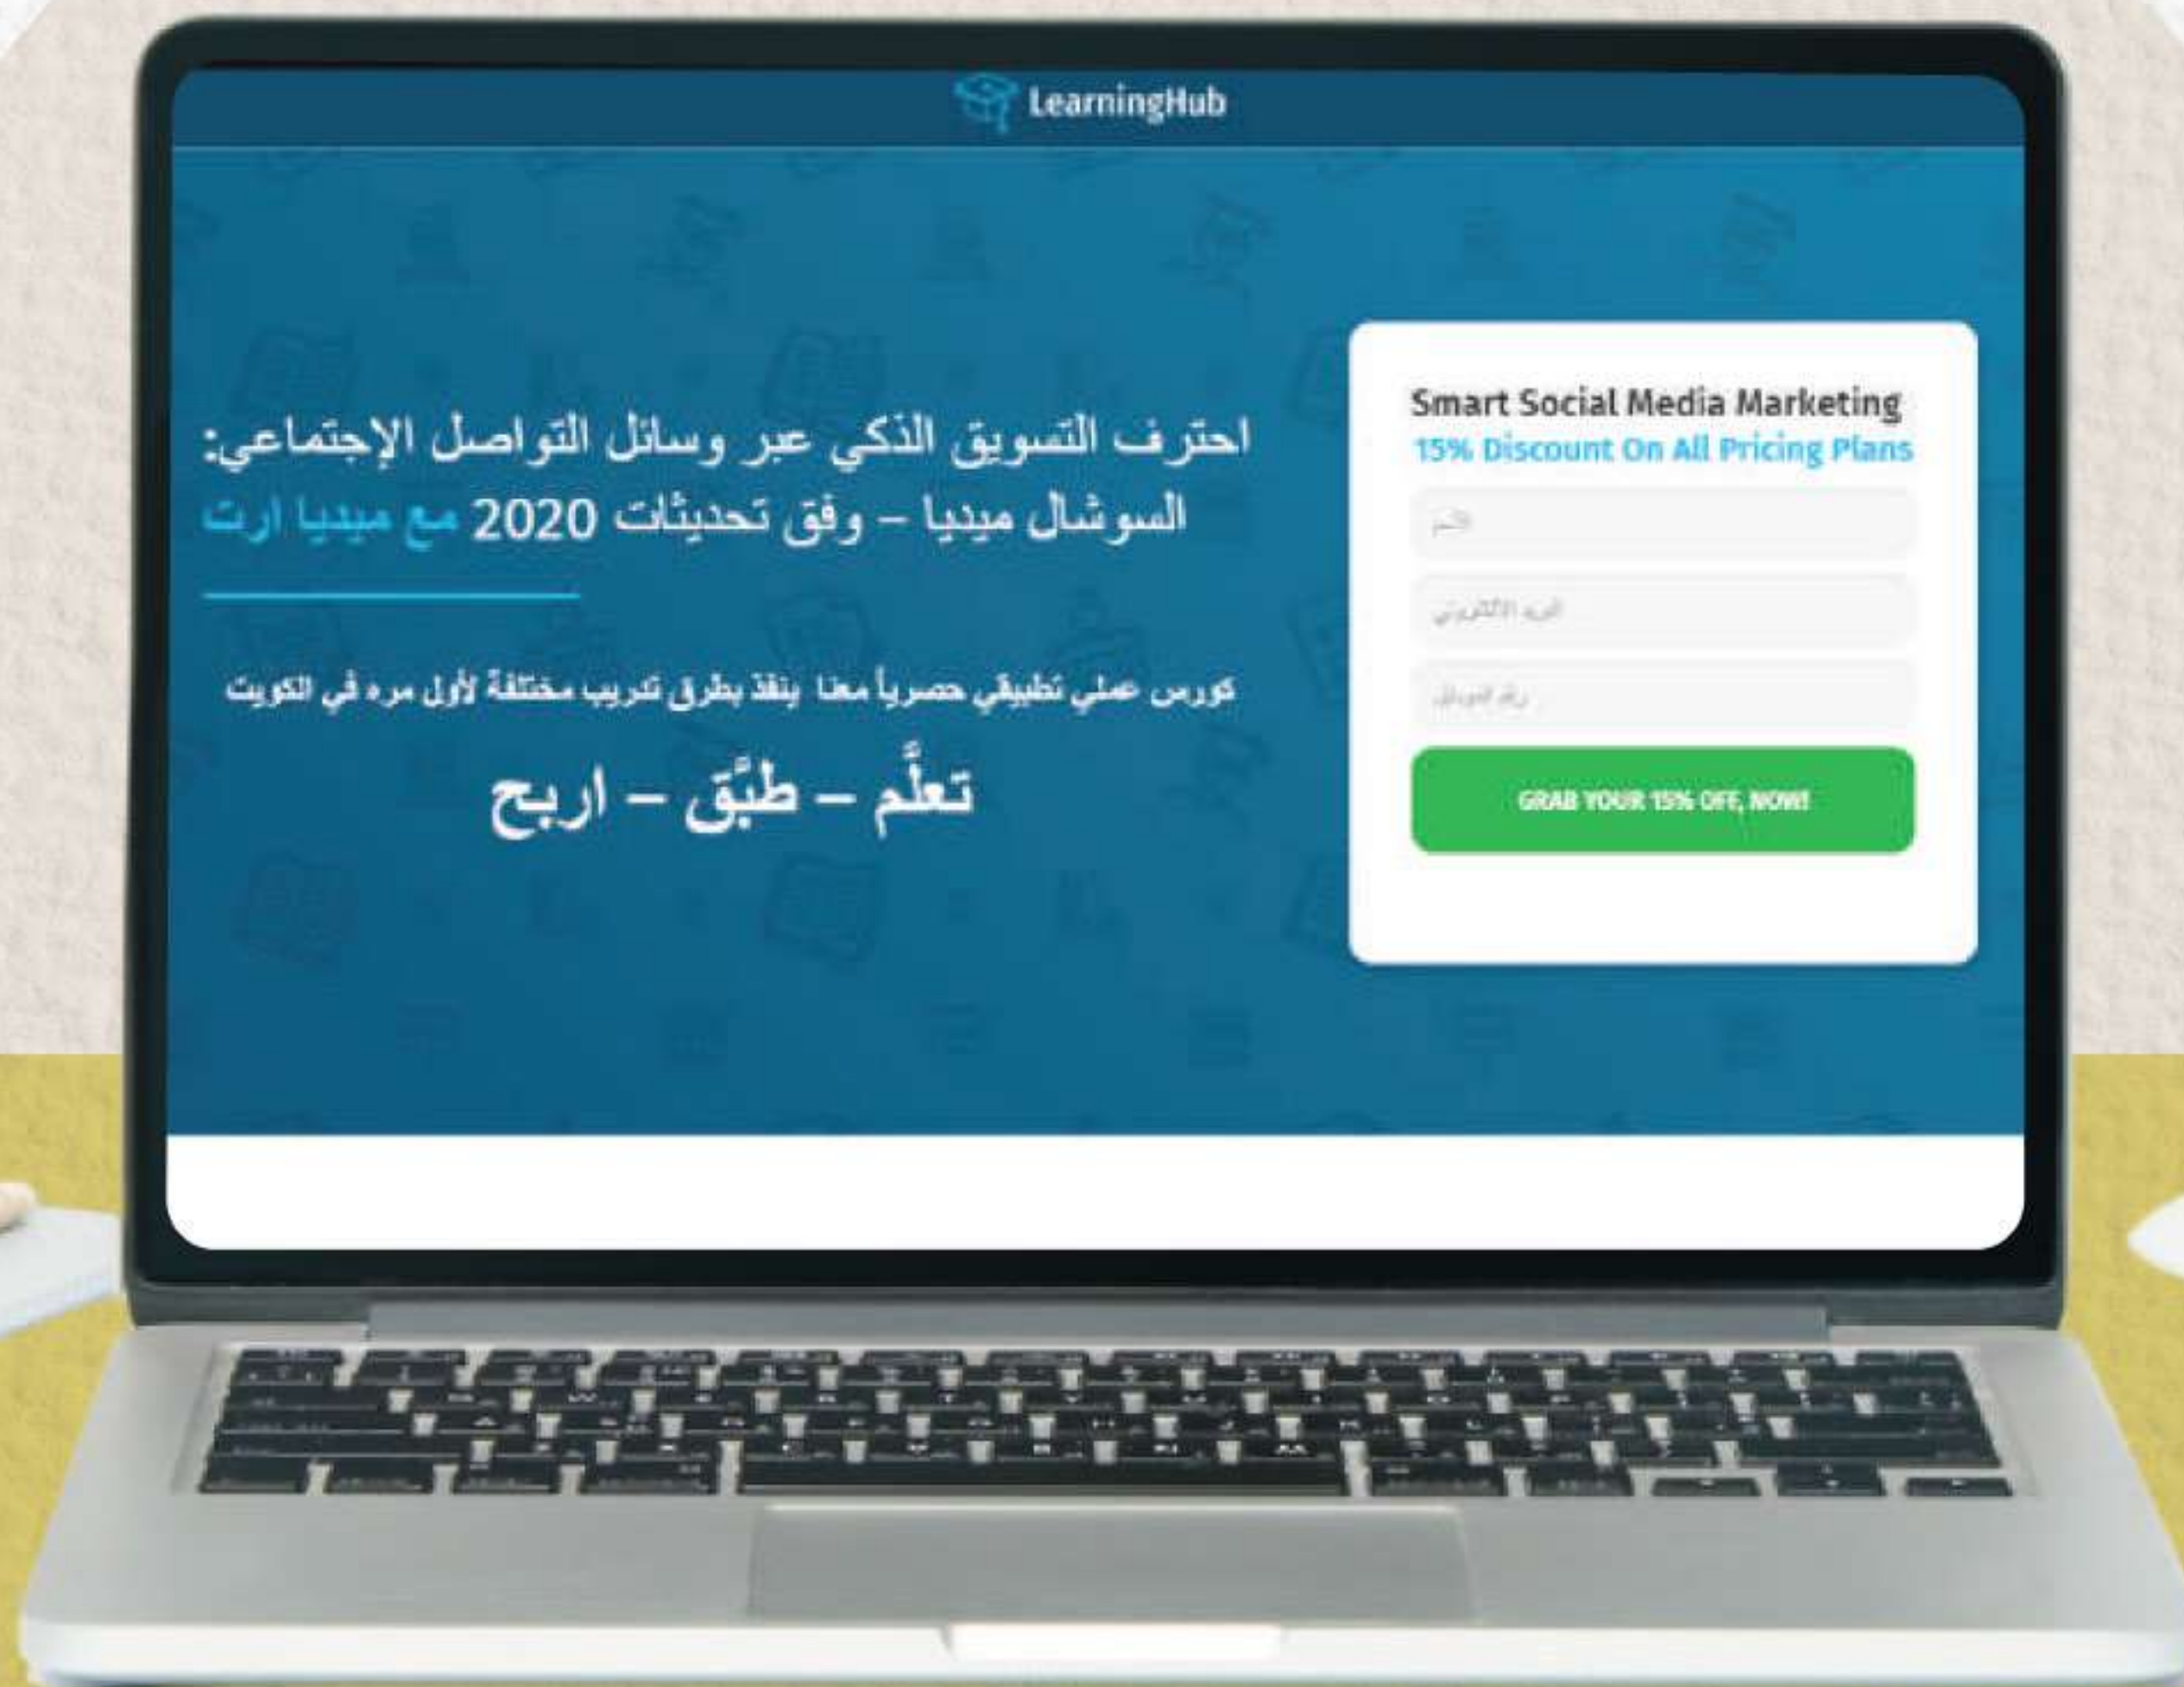 LearningHub
احترف التسويق الذكي عبر وسائل التواصل الإجتماعي:
السوشال ميديا – وفق تحديثات 2020 مع ميديا ارت
كورس عملي تطبيقي حصرياً معنا ينفذ بطرق تدريب مختلفة لأول مره في الكويت
تعلَّم – طبَّق – اربح
Smart Social Media Marketing
15% Discount On All Pricing Plans
الاسم
البريد الالكتروني
رقم الموبايل
GRAB YOUR 15% OFF, NOW!